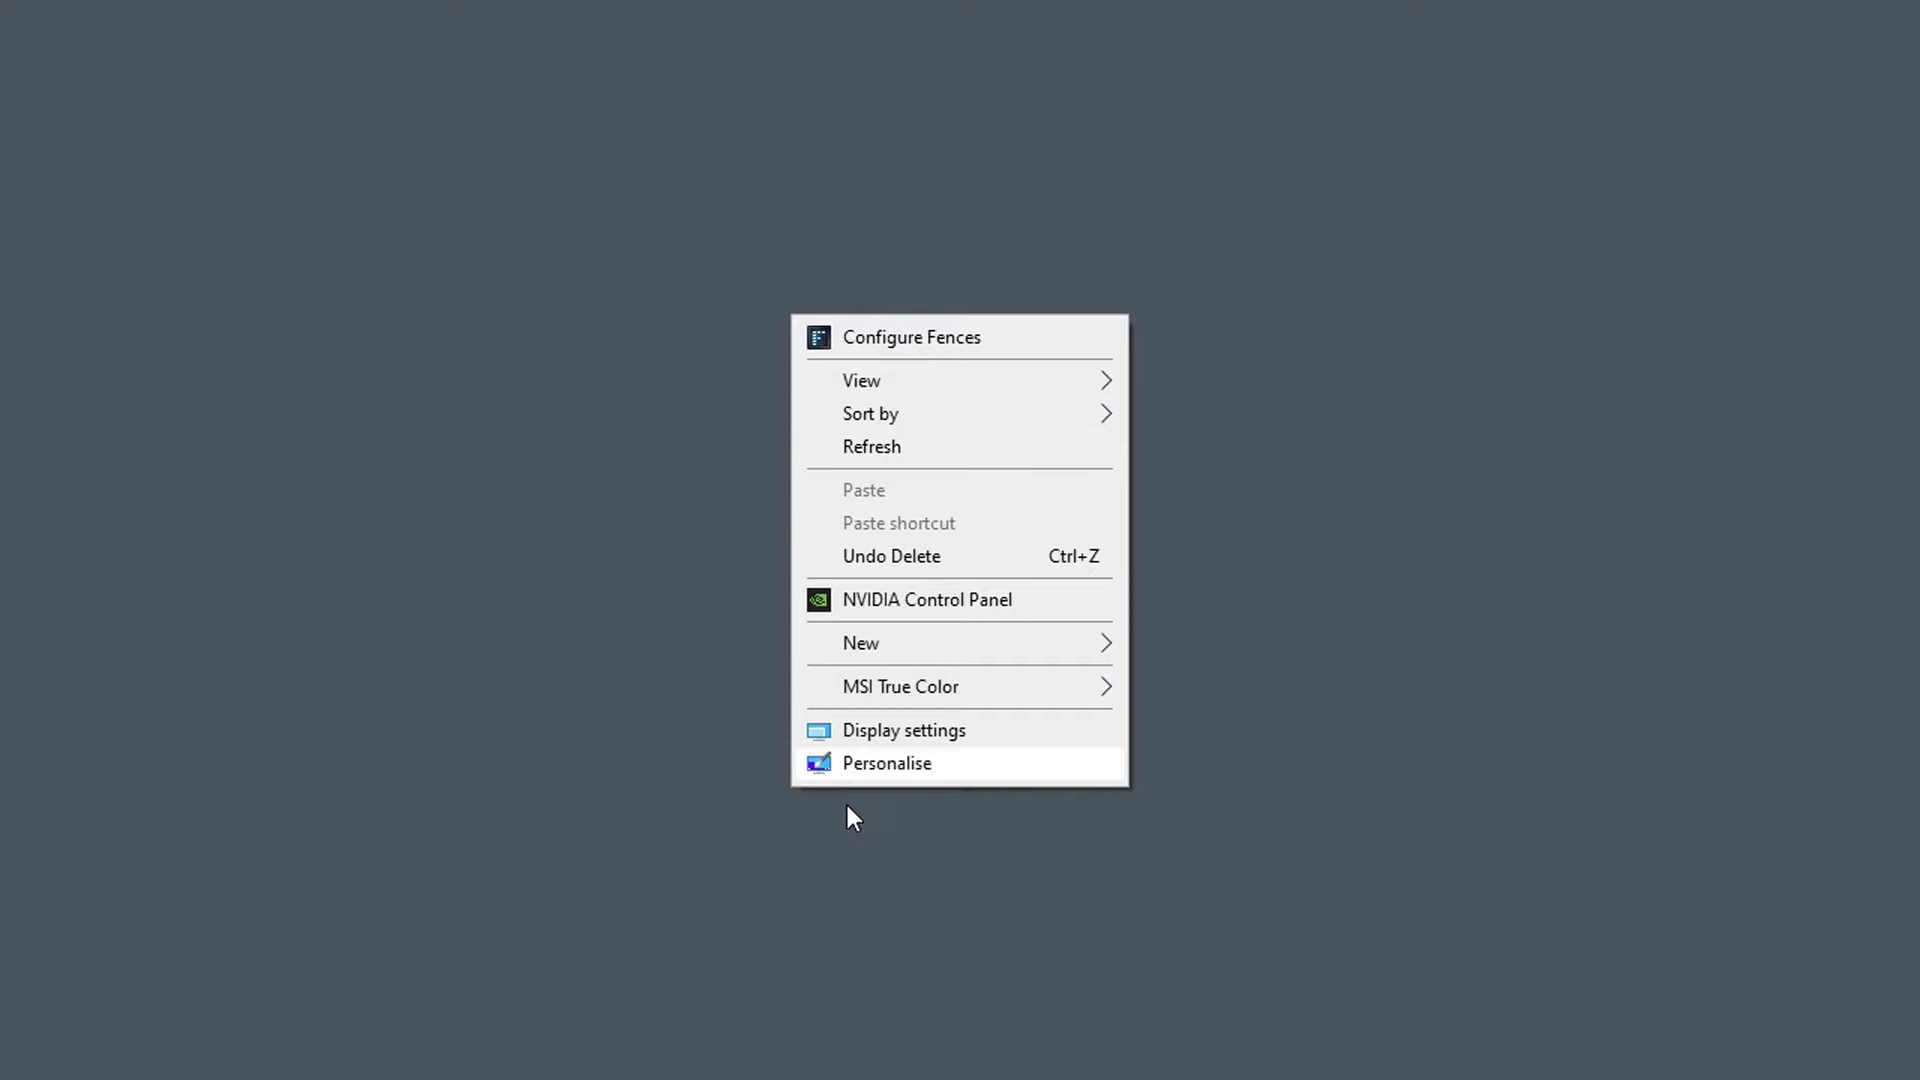 Configure Fences
View
Sort by
Refresh
Paste
Paste shortcut
Undo Delete Ctrl+Z
NVIDIA Control Panel
New
MSI True Color
Display settings
Personalise